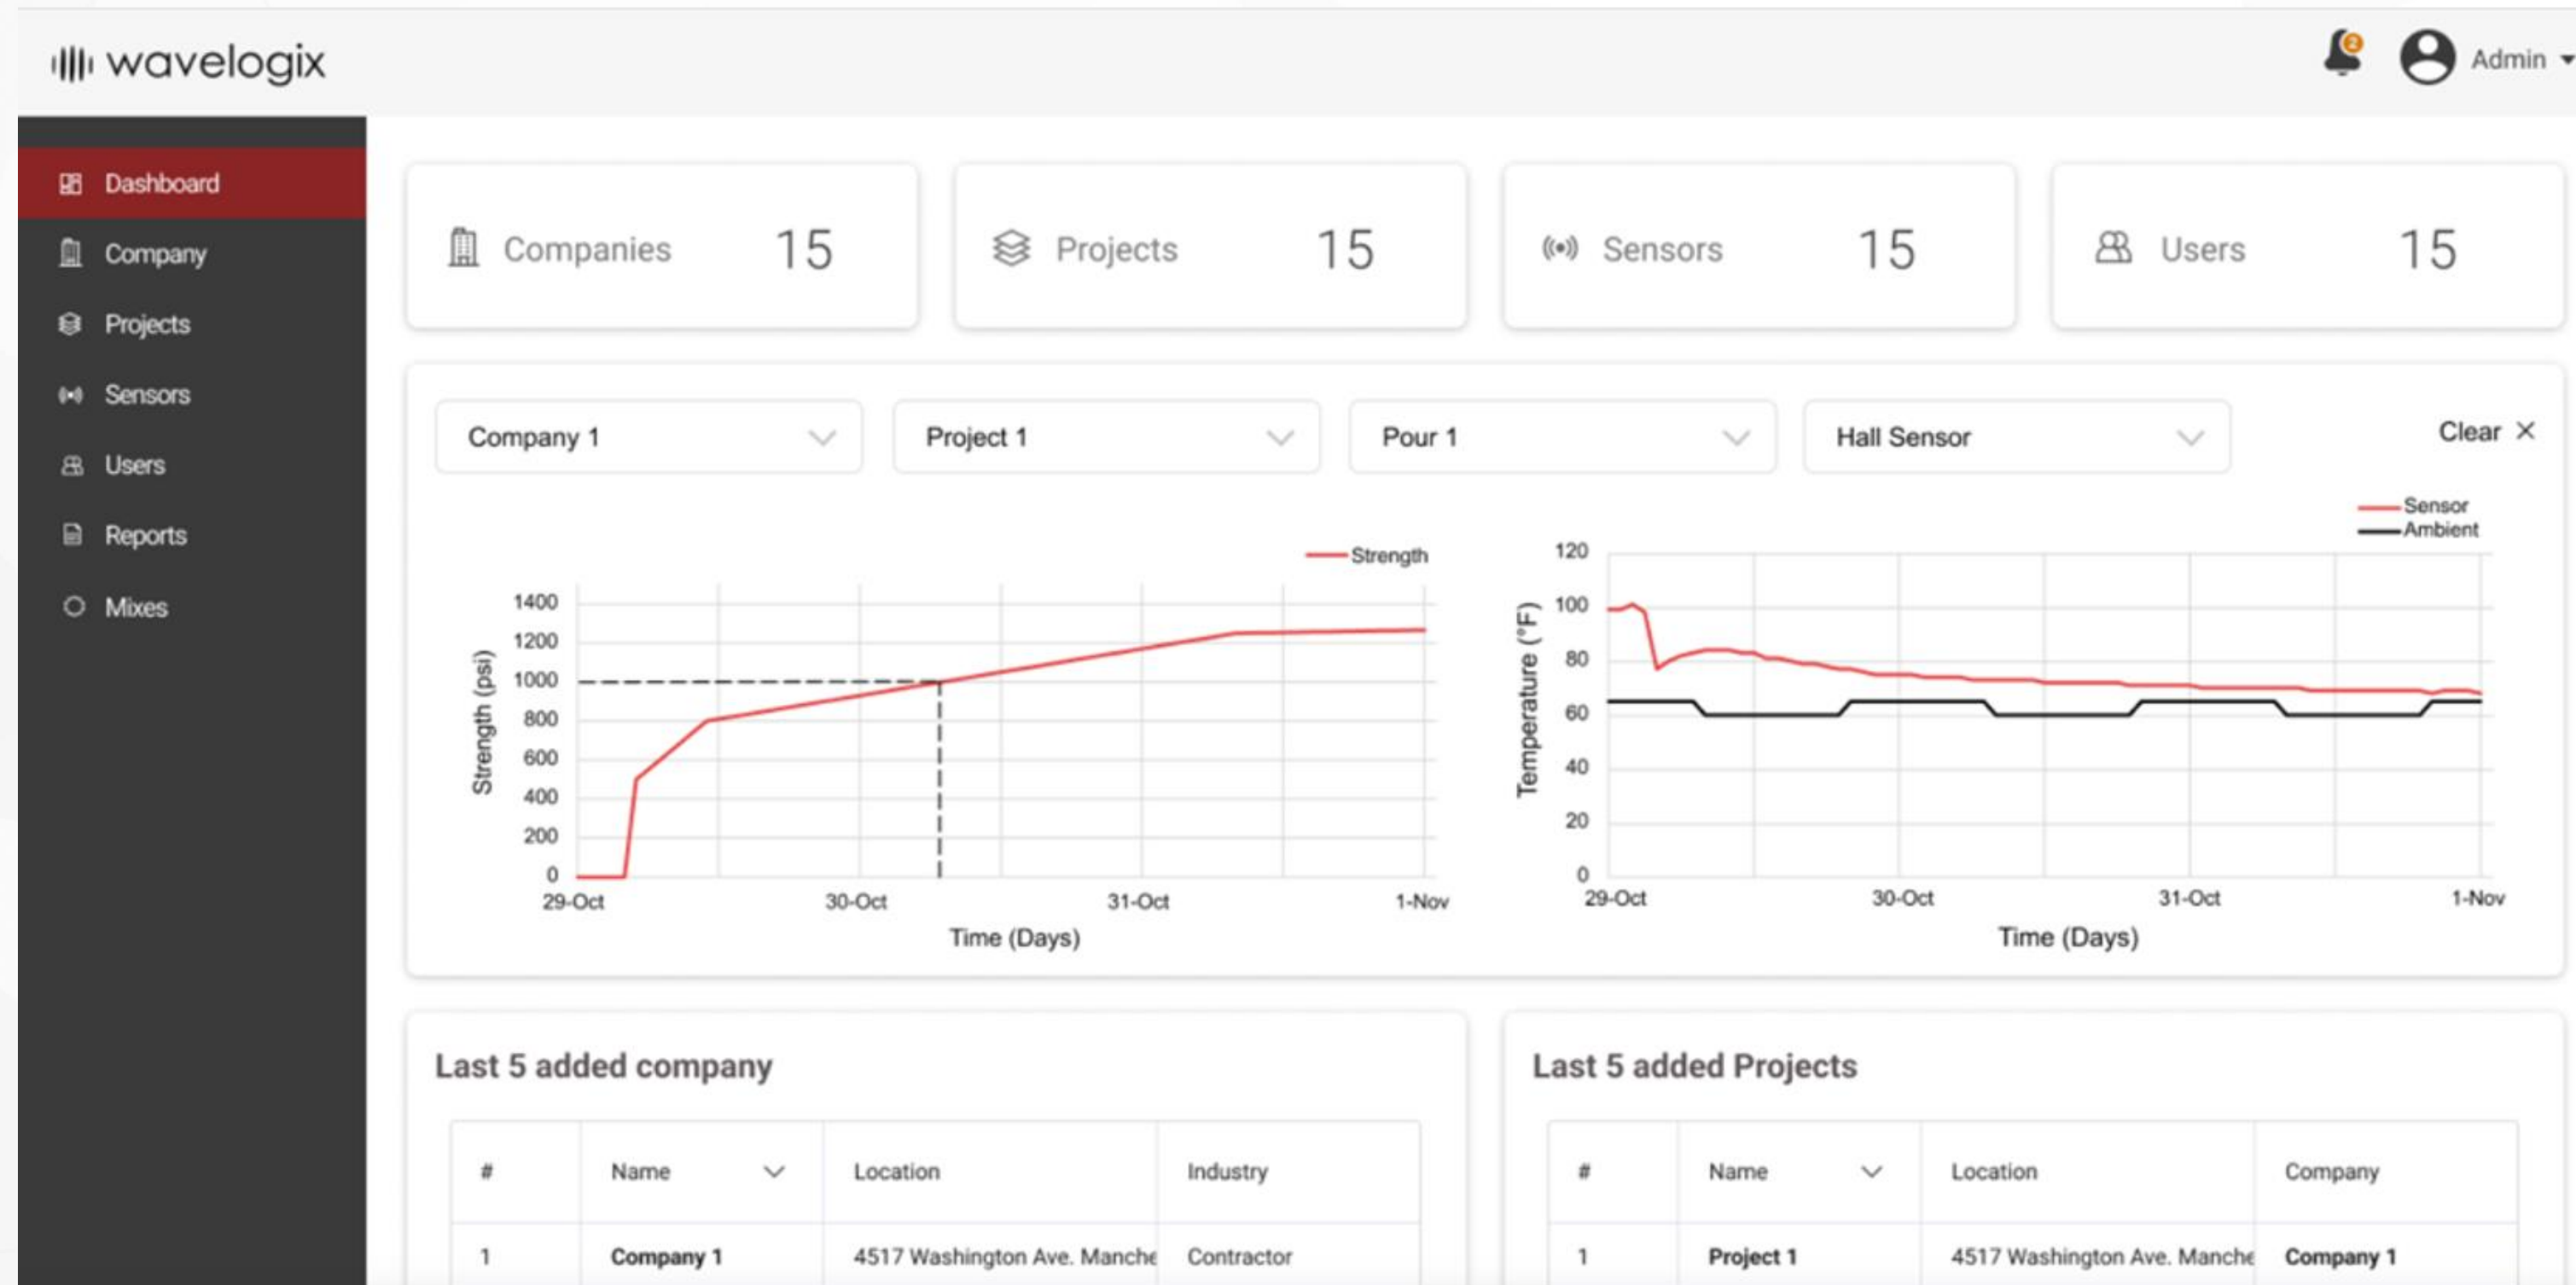 wavelogix
2
Admin
Dashboard
Company
Projects
Sensors
Users
Reports
Mixes
Companies 15
Projects 15
Sensors 15
Users 15
Company 1
Project 1
Pour 1
Hall Sensor
Clear
Strength
1400
1200
1000
800
600
400
200
0
Strength (psi)
29-Oct 30-Oct 31-Oct 1-Nov
Time (Days)
Sensor
Ambient
120
100
80
60
40
20
0
Temperature (°F)
29-Oct 30-Oct 31-Oct 1-Nov
Time (Days)
Last 5 added company
# Name Location Industry
1 Company 1 4517 Washington Ave. Manche Contractor
Last 5 added Projects
# Name Location Company
1 Project 1 4517 Washington Ave. Manche Company 1